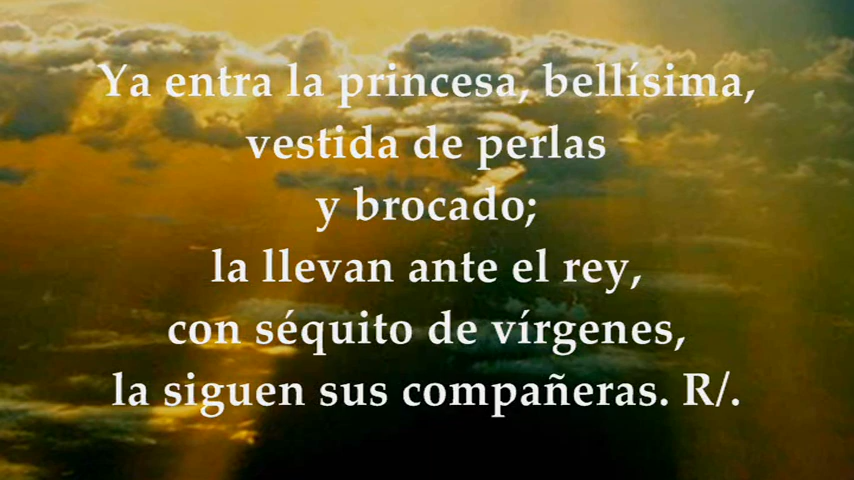 Ya entra la princesa, bellísima,
vestida de perlas
y brocado;
la llevan ante el rey,
con séquito de vírgenes,
la siguen sus compañeras. R/.